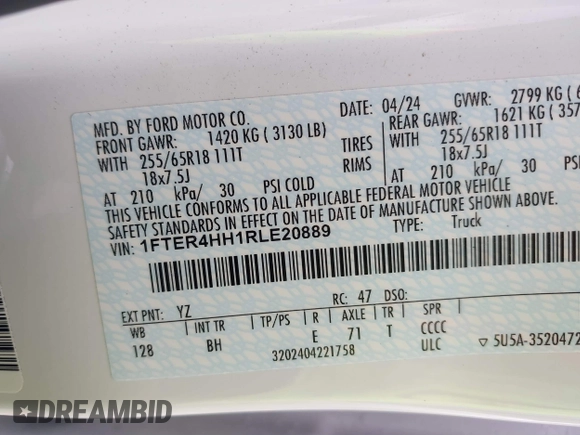 MFD. BY FORD MOTOR CO.
DATE: 04/24 GVWR: 2799 KG (
FRONT GAWR: 1420 KG ( 3130 LB) REAR GAWR: 1621 KG ( 357
WITH 255/65R18 111T TIRES WITH 255/65R18 111T
18x7.5J RIMS 18x7.5J
AT 210 kPa/ 30 PSI COLD AT 210 kPa/ 30 PSI
THIS VEHICLE CONFORMS TO ALL APPLICABLE FEDERAL MOTOR VEHICLE
SAFETY STANDARDS IN EFFECT ON THE DATE OF MANUFACTURE SHOWN ABOVE.
VIN: 1FTER4HH1RLE20889 TYPE: Truck
EXT PNT: YZ RC: 47 DSO:
WB INT TR TP/PS R AXLE TR SPR
128 BH E 71 T CCCC
3202404221758 ULC ▽ 5U5A-3520472
DREAMBID